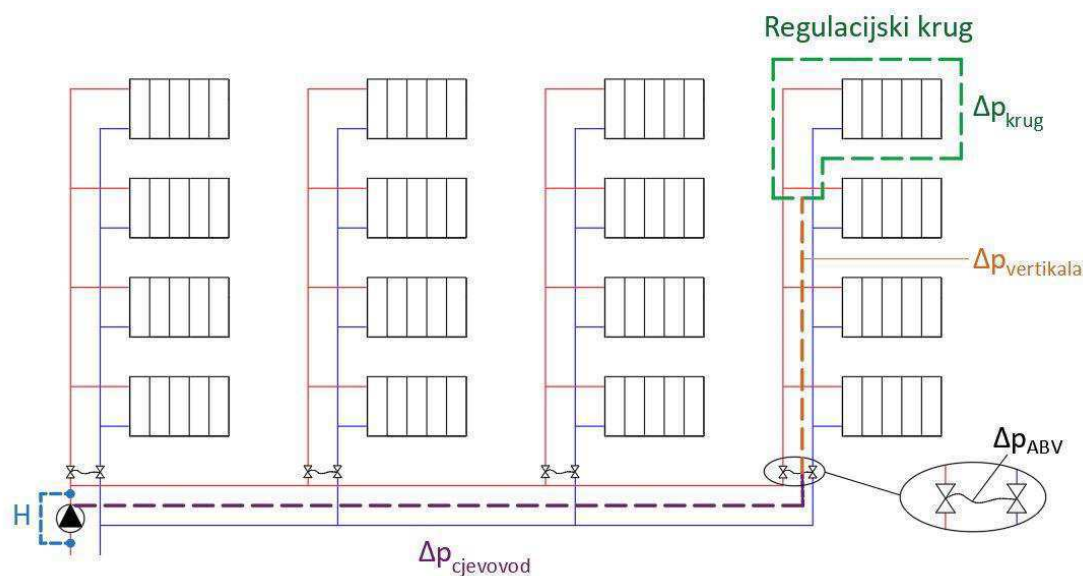 Regulacijski krug
Δpkrug
Δpvertikala
ΔpABV
H
Δpcjevovod